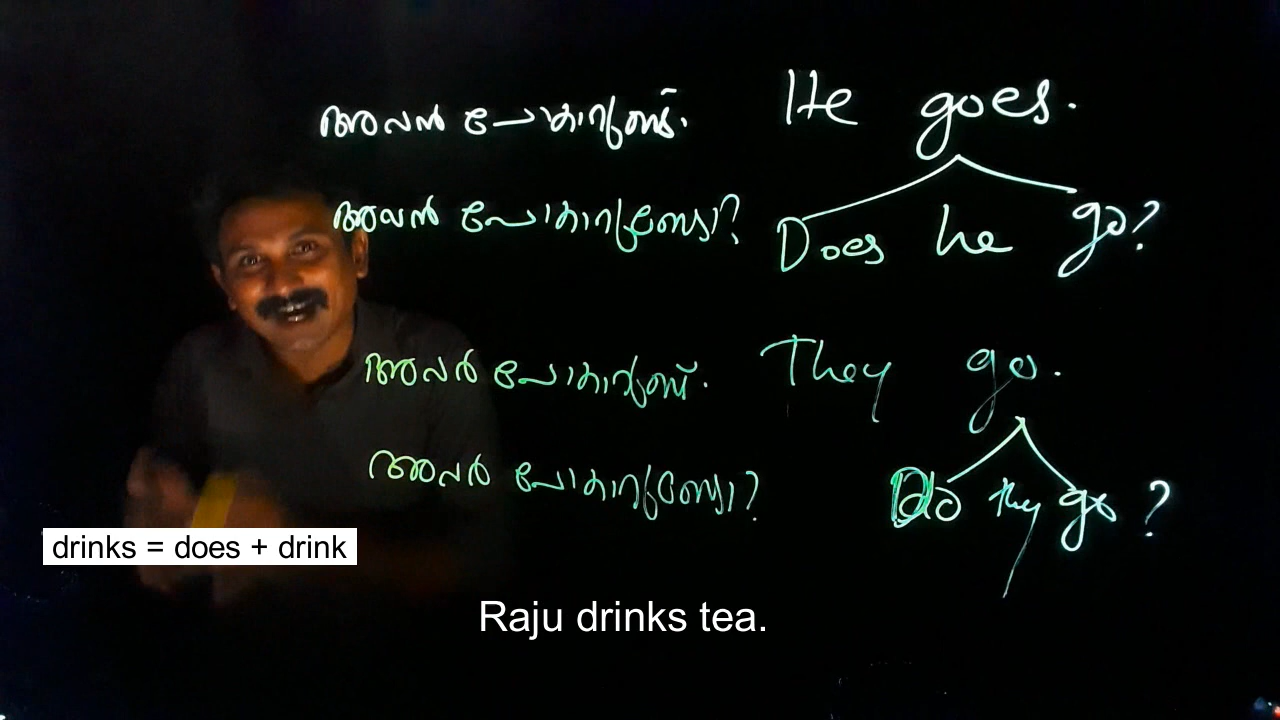 അവൻ പോകാറുണ്ട്. He goes.
അവൻ പോകാറുണ്ടോ? Does he go?
അവർ പോകാറുണ്ട്. They go.
അവർ പോകാറുണ്ടോ? Do they go?
drinks = does + drink
Raju drinks tea.